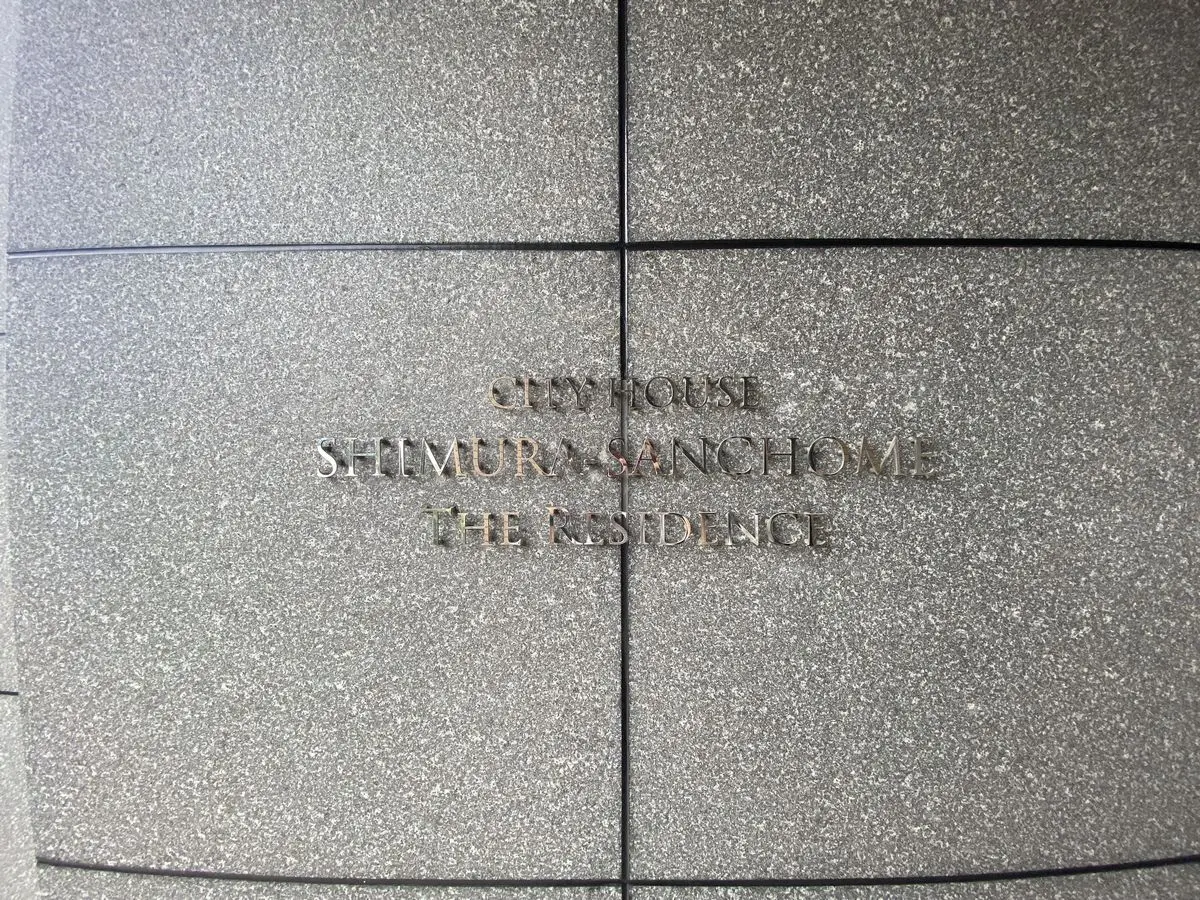 CITY HOUSE
SHIMURA-SANCHOME
THE RESIDENCE